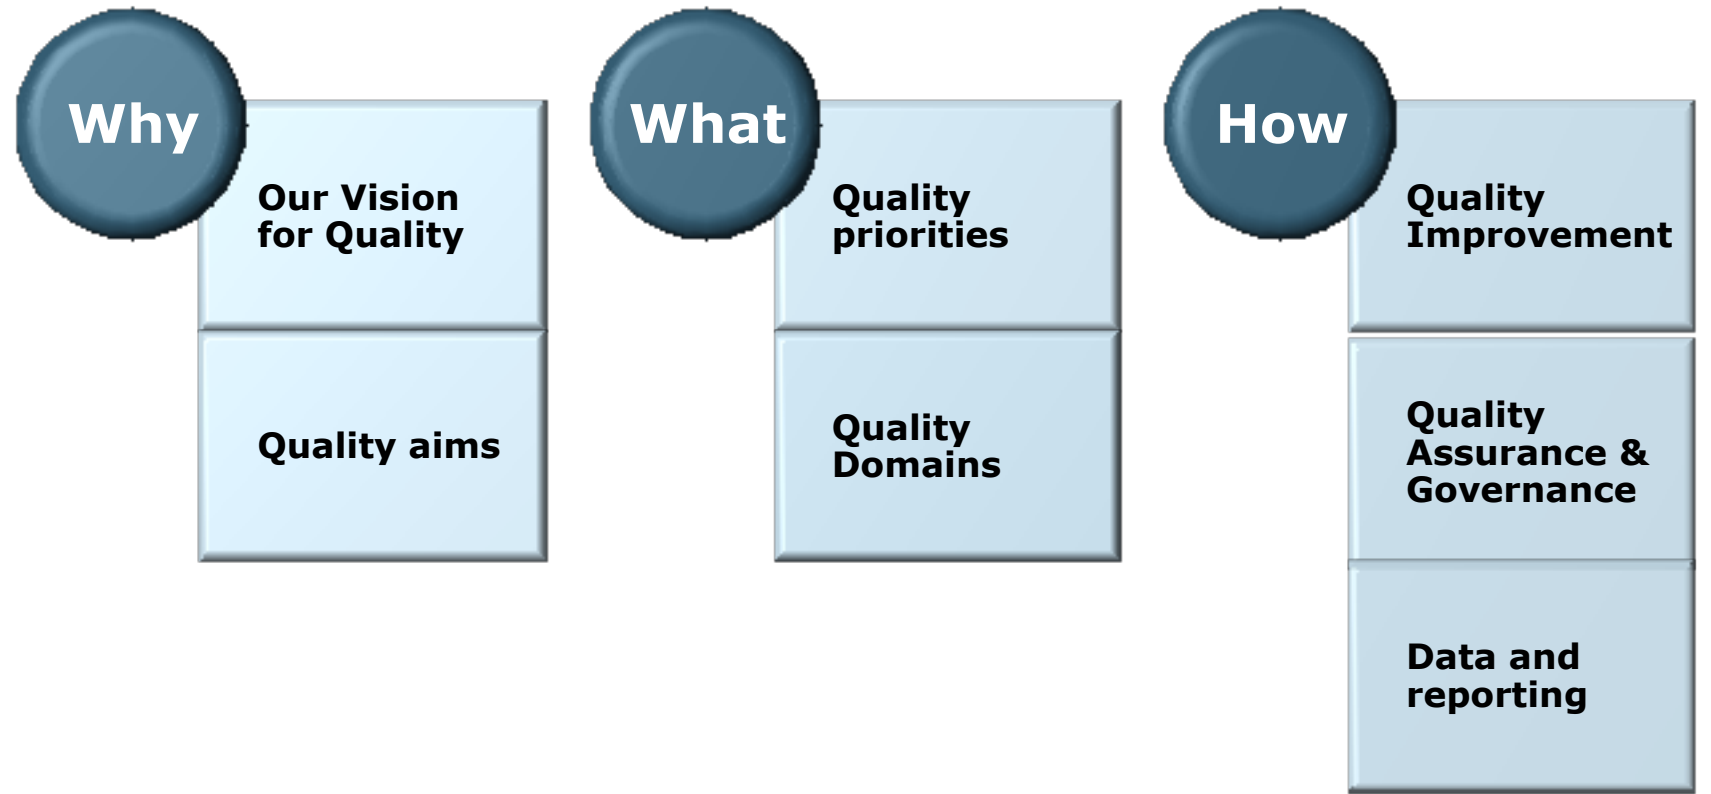 Why
Our Vision
for Quality
Quality aims
What
Quality
priorities
Quality
Domains
How
Quality
Improvement
Quality
Assurance &
Governance
Data and
reporting